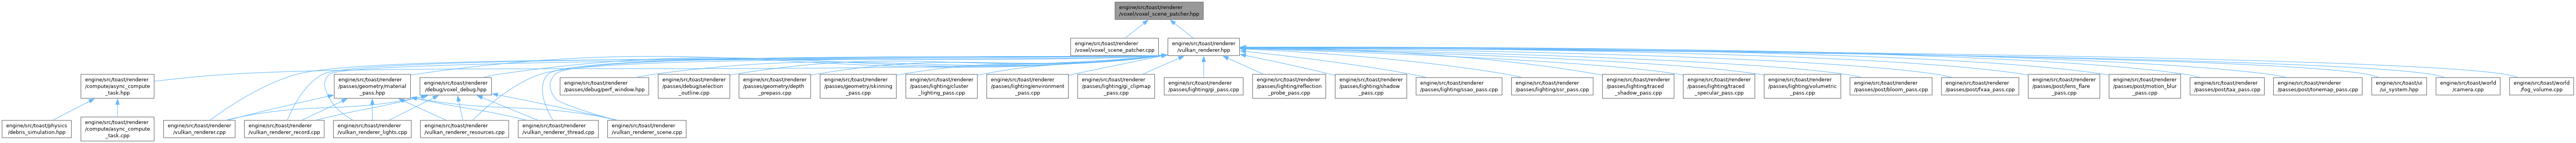 engine/src/toast/renderer
/voxel/voxel_scene_patcher.hpp
engine/src/toast/renderer
/voxel/voxel_scene_patcher.cpp
engine/src/toast/renderer
/vulkan_renderer.hpp
engine/src/toast/renderer
/compute/async_compute
_task.hpp
engine/src/toast/renderer
/passes/geometry/material
_pass.hpp
engine/src/toast/renderer
/debug/voxel_debug.hpp
engine/src/toast/renderer
/passes/debug/perf_window.hpp
engine/src/toast/renderer
/passes/debug/selection
_outline.cpp
engine/src/toast/renderer
/passes/geometry/depth
_prepass.cpp
engine/src/toast/renderer
/passes/geometry/skinning
_pass.cpp
engine/src/toast/renderer
/passes/lighting/cluster
_lighting_pass.cpp
engine/src/toast/renderer
/passes/lighting/environment
_pass.cpp
engine/src/toast/renderer
/passes/lighting/gi_clipmap
_pass.cpp
engine/src/toast/renderer
/passes/lighting/gi_pass.cpp
engine/src/toast/renderer
/passes/lighting/reflection
_probe_pass.cpp
engine/src/toast/renderer
/passes/lighting/shadow
_pass.cpp
engine/src/toast/renderer
/passes/lighting/ssao_pass.cpp
engine/src/toast/renderer
/passes/lighting/ssr_pass.cpp
engine/src/toast/renderer
/passes/lighting/traced
_shadow_pass.cpp
engine/src/toast/renderer
/passes/lighting/traced
_specular_pass.cpp
engine/src/toast/renderer
/passes/lighting/volumetric
_pass.cpp
engine/src/toast/renderer
/passes/post/bloom_pass.cpp
engine/src/toast/renderer
/passes/post/fxaa_pass.cpp
engine/src/toast/renderer
/passes/post/lens_flare
_pass.cpp
engine/src/toast/renderer
/passes/post/motion_blur
_pass.cpp
engine/src/toast/renderer
/passes/post/taa_pass.cpp
engine/src/toast/renderer
/passes/post/tonemap_pass.cpp
engine/src/toast/ui
/ui_system.hpp
engine/src/toast/world
/camera.cpp
engine/src/toast/world
/fog_volume.cpp
engine/src/toast/physics
/debris_simulation.hpp
engine/src/toast/renderer
/compute/async_compute
_task.cpp
engine/src/toast/renderer
/vulkan_renderer.cpp
engine/src/toast/renderer
/vulkan_renderer_record.cpp
engine/src/toast/renderer
/vulkan_renderer_lights.cpp
engine/src/toast/renderer
/vulkan_renderer_resources.cpp
engine/src/toast/renderer
/vulkan_renderer_thread.cpp
engine/src/toast/renderer
/vulkan_renderer_scene.cpp